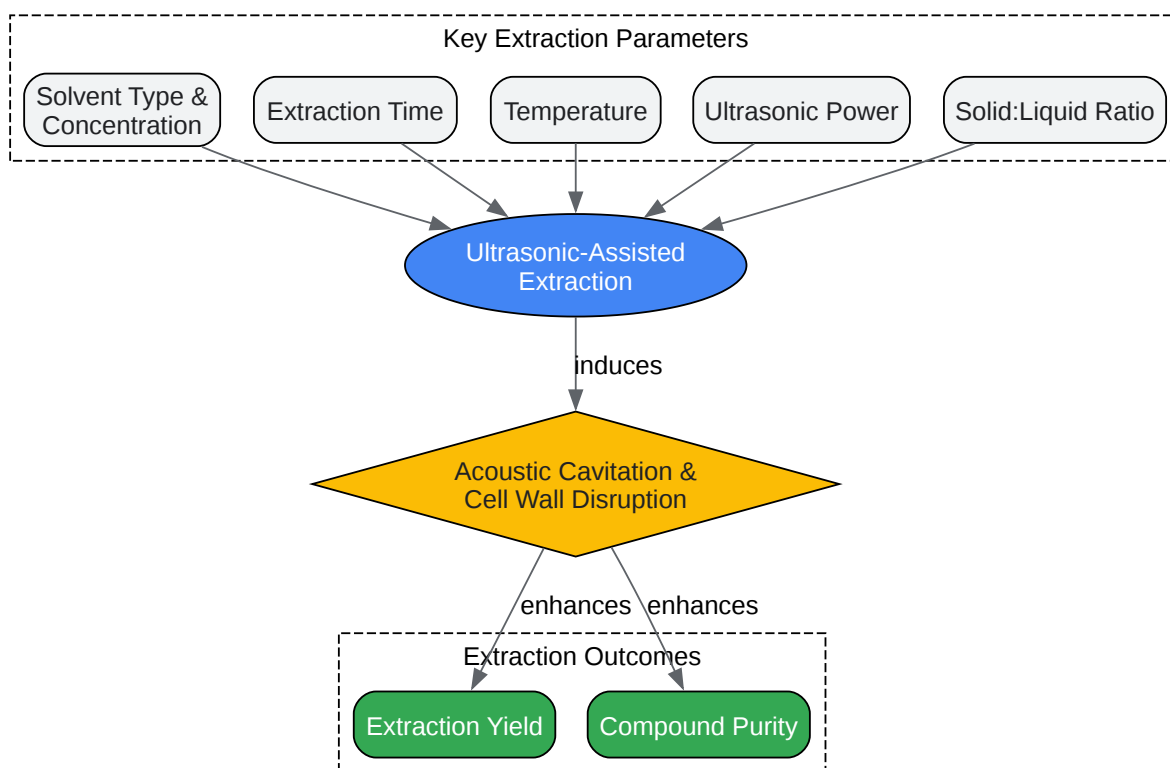 Key Extraction Parameters
Solvent Type &
Concentration
Extraction Time
Temperature
Ultrasonic Power
Solid:Liquid Ratio
Ultrasonic-Assisted
Extraction
induces
Acoustic Cavitation &
Cell Wall Disruption
enhances
enhances
Extraction Outcomes
Extraction Yield
Compound Purity